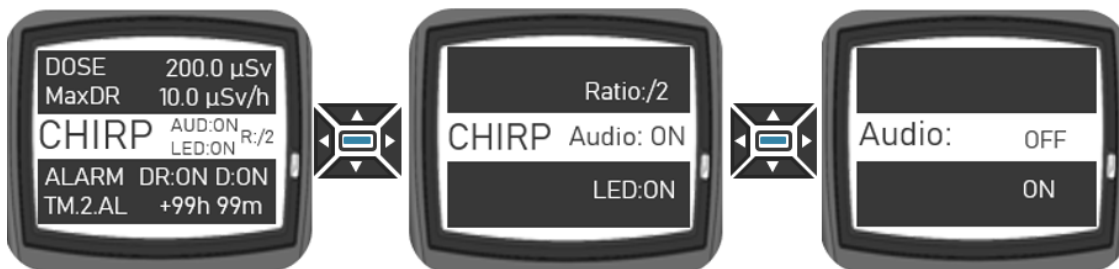 DOSE 200.0 µSv
MaxDR 10.0 µSv/h
CHIRP AUD:ON LED:ON R:/2
ALARM DR:ON D:ON
TM.2.AL +99h 99m
Ratio:/2
CHIRP Audio: ON
LED:ON
Audio: OFF
ON